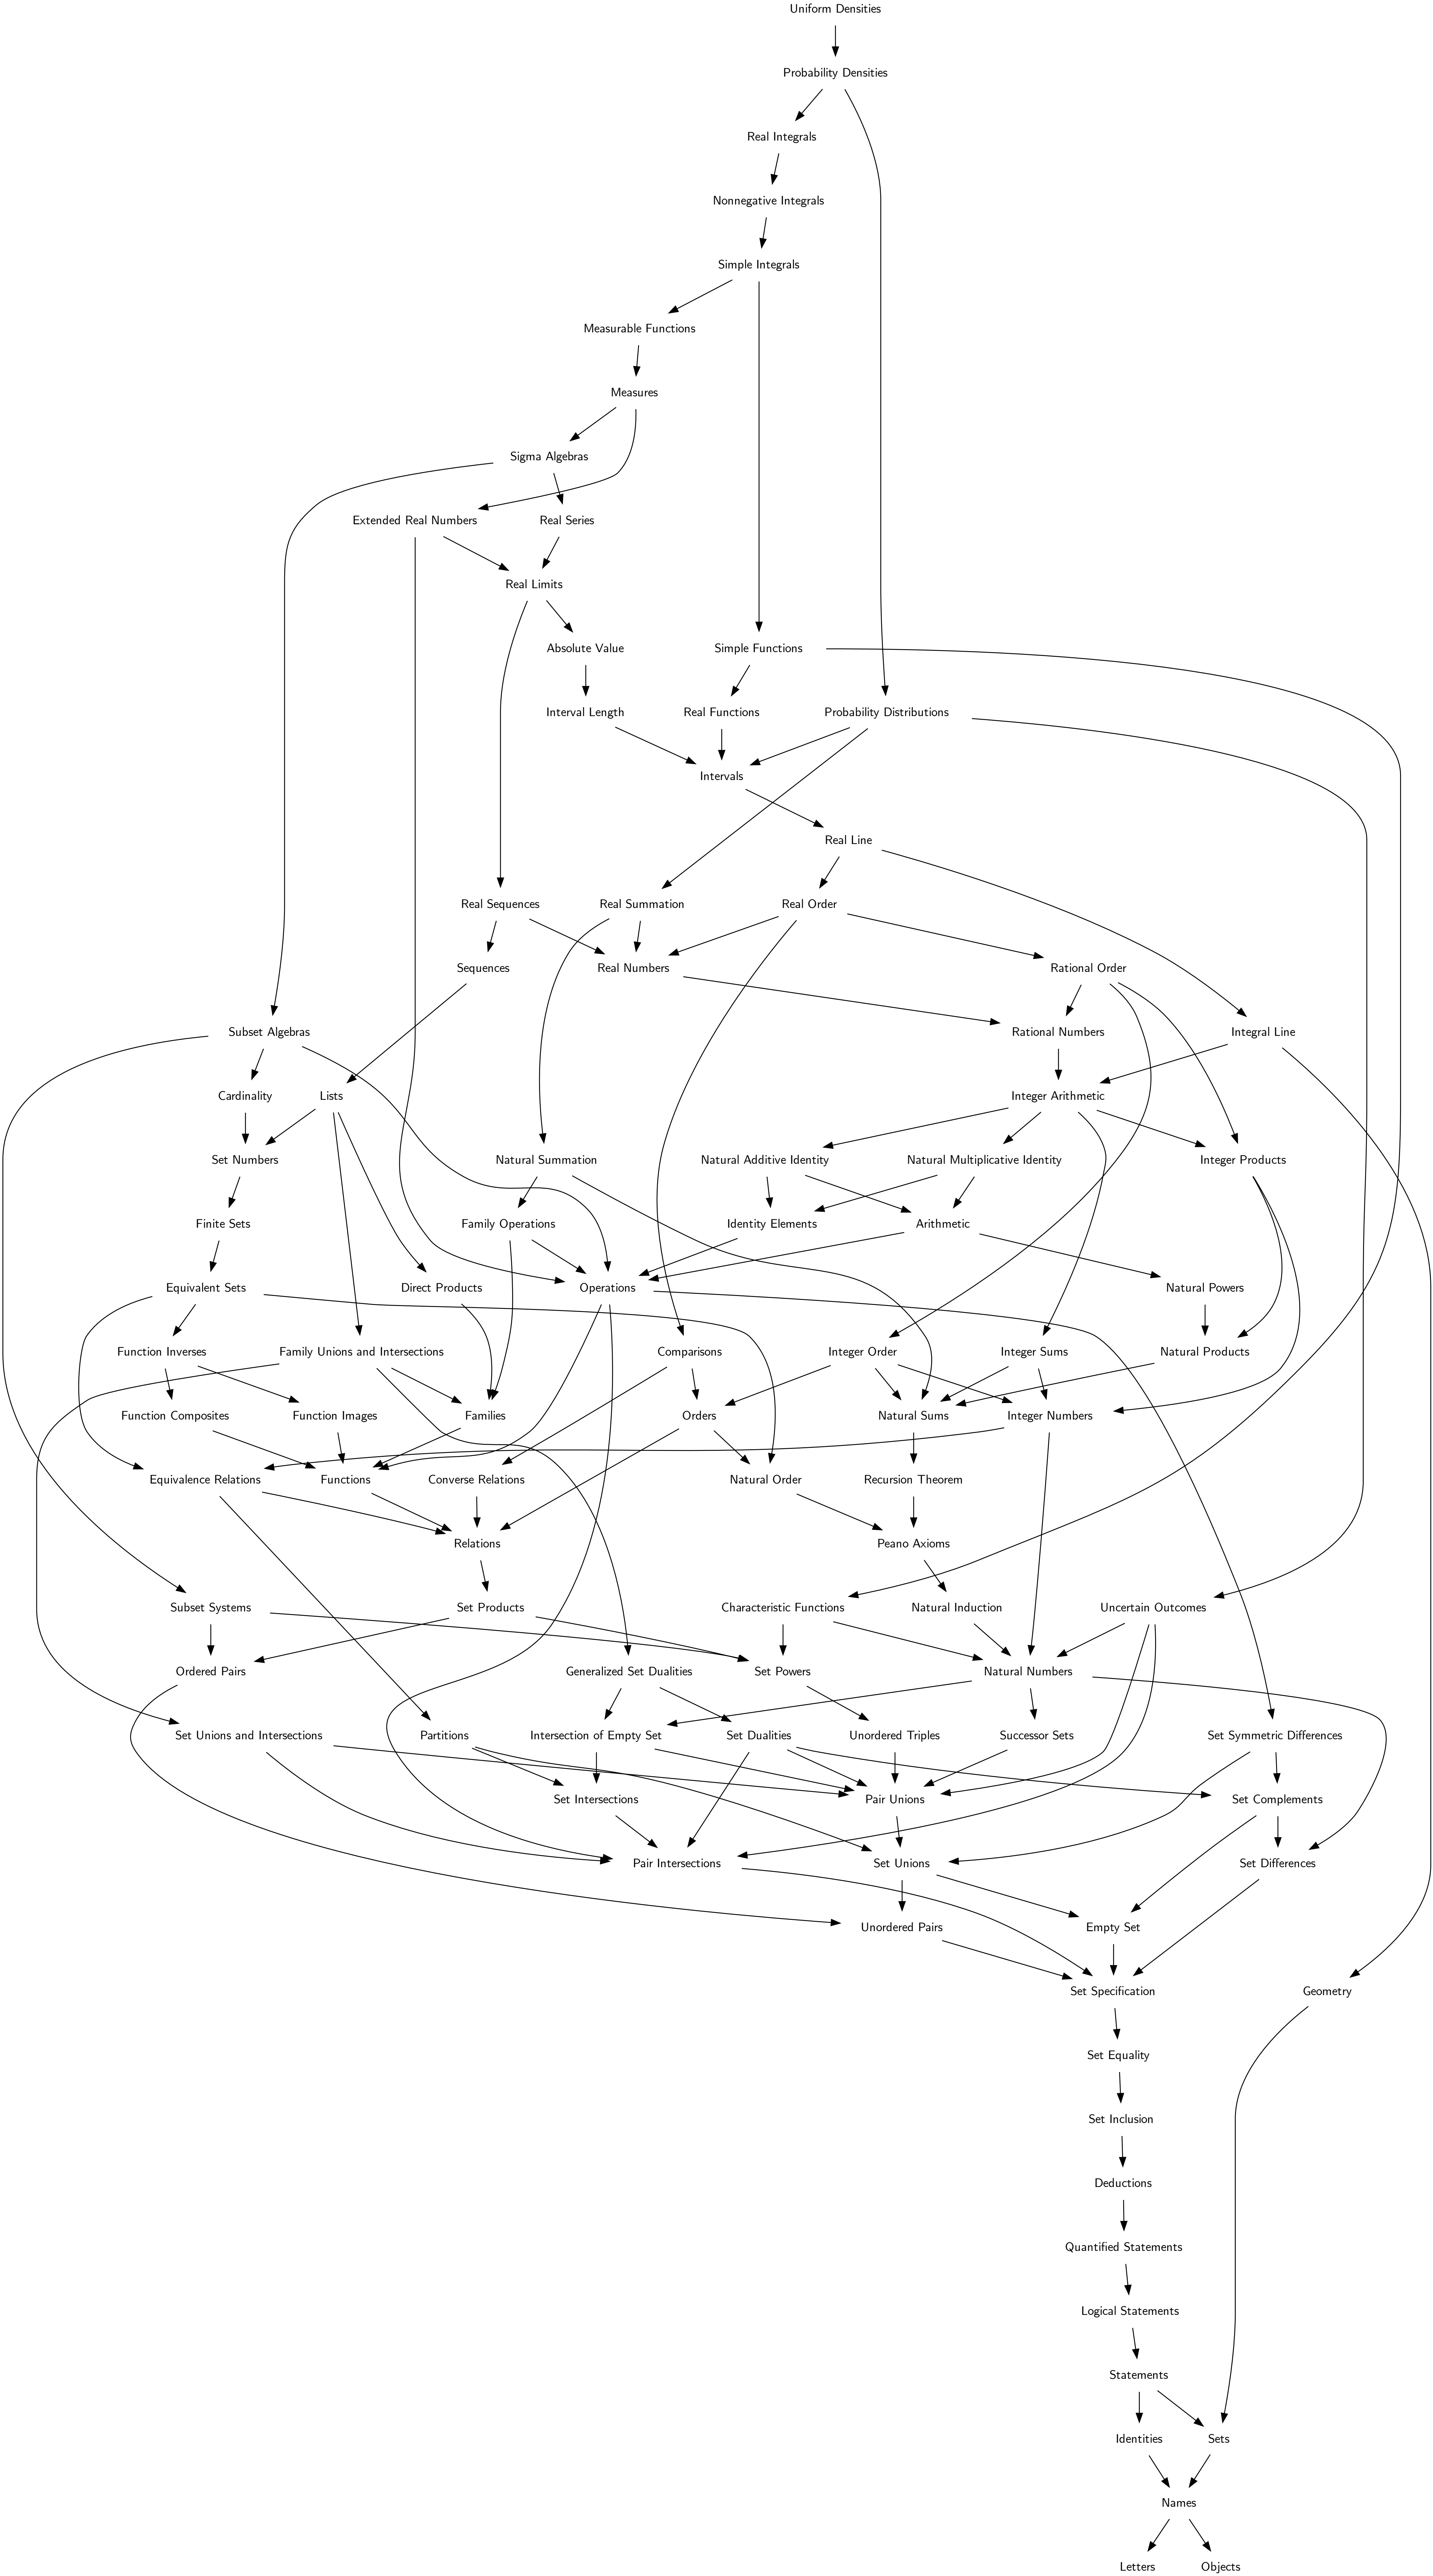 Uniform Densities
Probability Densities
Real Integrals
Nonnegative Integrals
Simple Integrals
Measurable Functions
Measures
Sigma Algebras
Extended Real Numbers
Real Series
Real Limits
Absolute Value
Simple Functions
Interval Length
Real Functions
Probability Distributions
Intervals
Real Line
Real Sequences
Real Summation
Real Order
Sequences
Real Numbers
Rational Order
Subset Algebras
Rational Numbers
Integral Line
Cardinality
Lists
Integer Arithmetic
Set Numbers
Natural Summation
Natural Additive Identity
Natural Multiplicative Identity
Integer Products
Finite Sets
Family Operations
Identity Elements
Arithmetic
Equivalent Sets
Direct Products
Operations
Natural Powers
Function Inverses
Family Unions and Intersections
Comparisons
Integer Order
Integer Sums
Natural Products
Function Composites
Function Images
Families
Orders
Natural Sums
Integer Numbers
Equivalence Relations
Functions
Converse Relations
Natural Order
Recursion Theorem
Relations
Peano Axioms
Subset Systems
Set Products
Characteristic Functions
Natural Induction
Uncertain Outcomes
Ordered Pairs
Generalized Set Dualities
Set Powers
Natural Numbers
Set Unions and Intersections
Partitions
Intersection of Empty Set
Set Dualities
Unordered Triples
Successor Sets
Set Symmetric Differences
Set Intersections
Pair Unions
Set Complements
Pair Intersections
Set Unions
Set Differences
Unordered Pairs
Empty Set
Set Specification
Geometry
Set Equality
Set Inclusion
Deductions
Quantified Statements
Logical Statements
Statements
Identities
Sets
Names
Letters
Objects